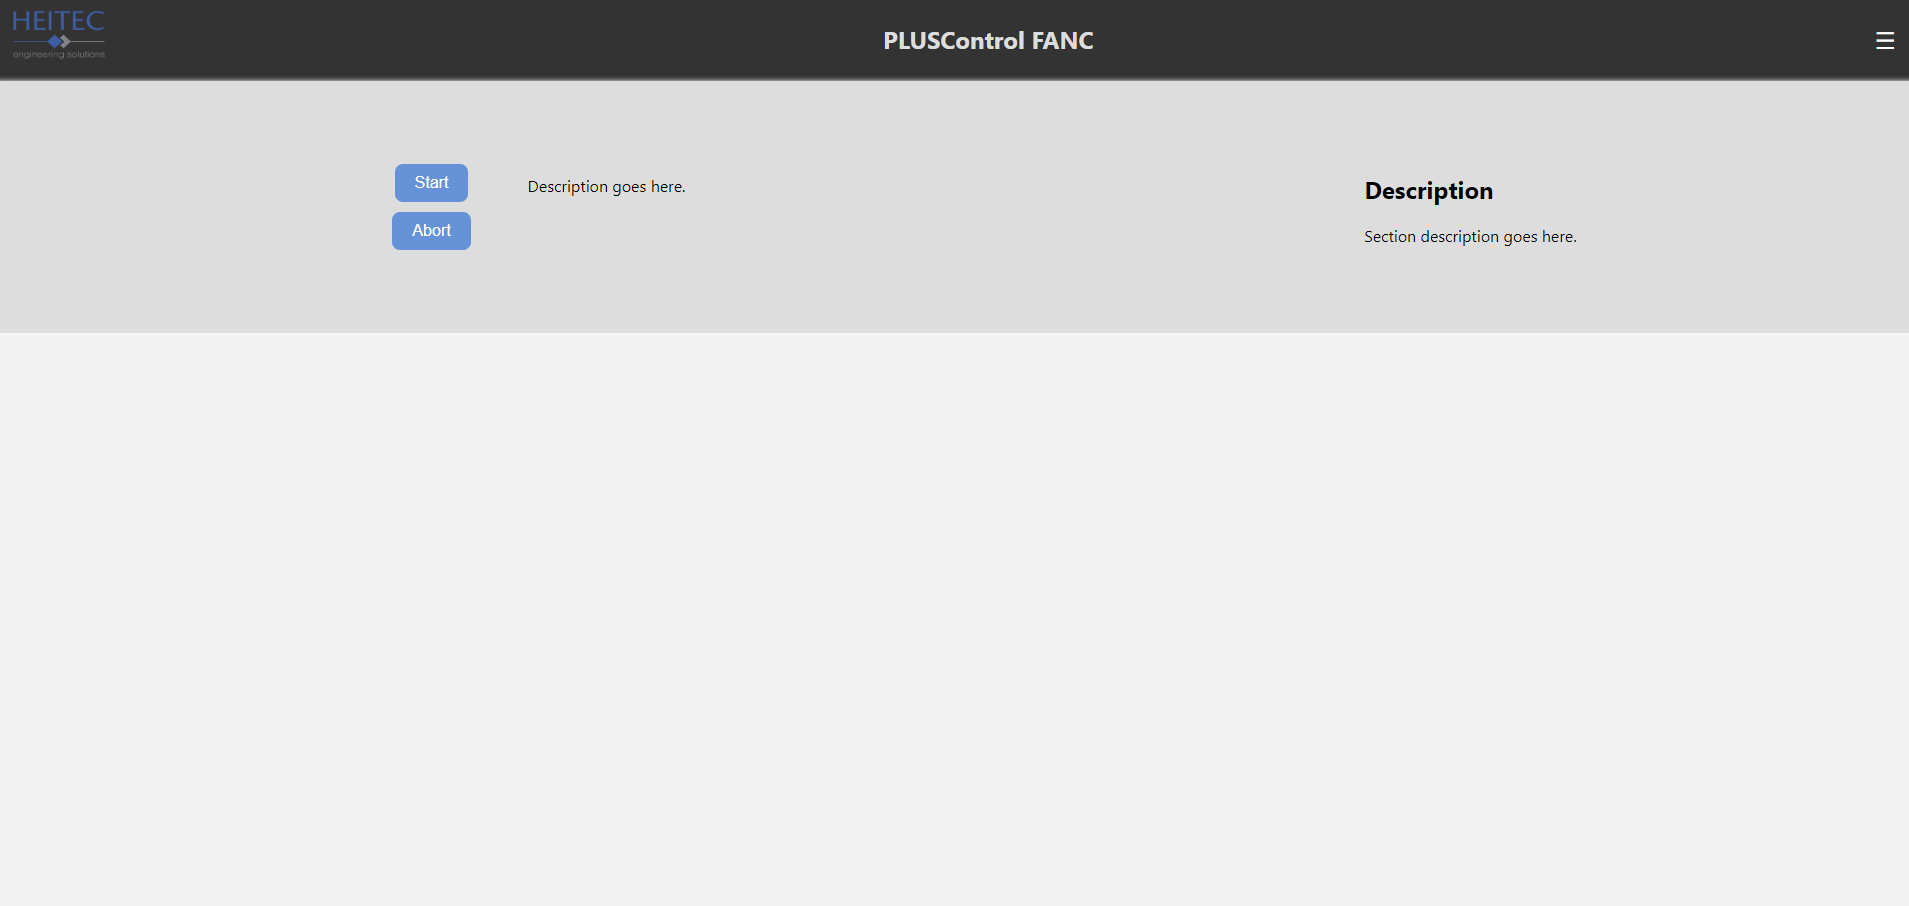 HEITEC
engineering solutions
PLUSControl FANC
Start
Abort
Description goes here.
Description
Section description goes here.